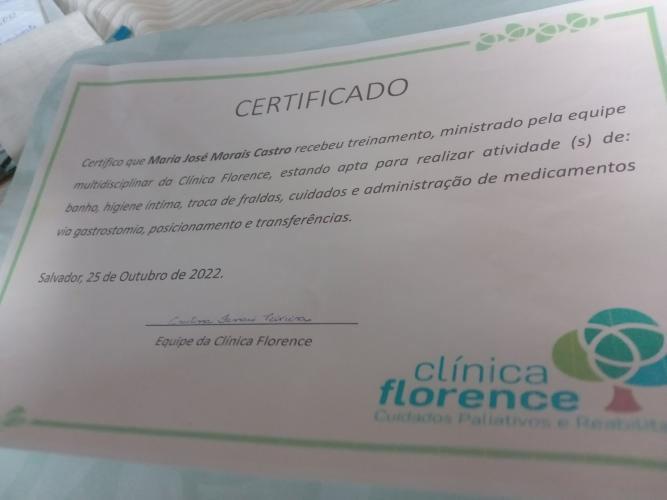 CERTIFICADO
Certifico que Maria José Morais Castro recebeu treinamento, ministrado pela equipe
multidisciplinar da Clínica Florence, estando apta para realizar atividade (s) de:
banho, higiene íntima, troca de fraldas, cuidados e administração de medicamentos
via gastrostomia, posicionamento e transferências.
Salvador, 25 de Outubro de 2022.
Equipe da Clínica Florence
clínica
florence
Cuidados Paliativos e